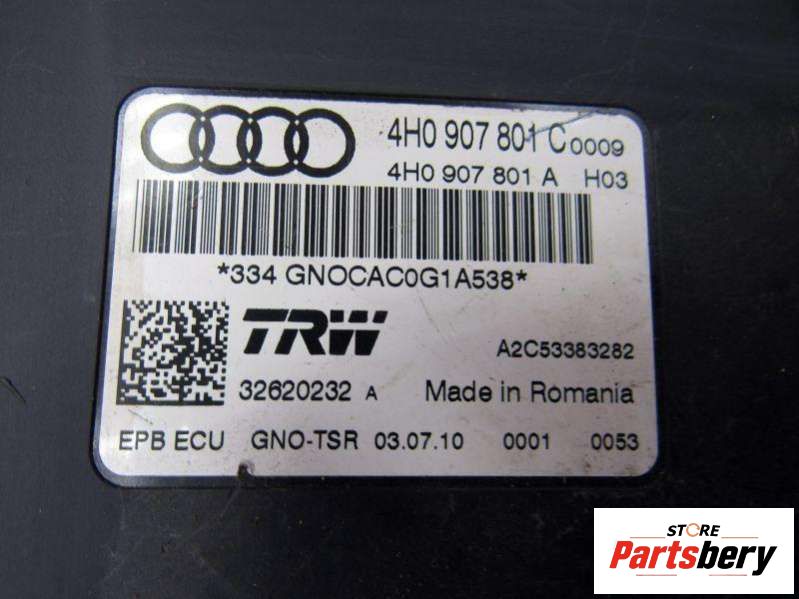 4H0 907 801 C 0009
4H0 907 801 A H03
*334 GNOCAC0G1A538*
TRW
A2C53383282
32620232 A Made in Romania
EPB ECU GNO-TSR 03.07.10 0001 0053
STORE
Partsbery